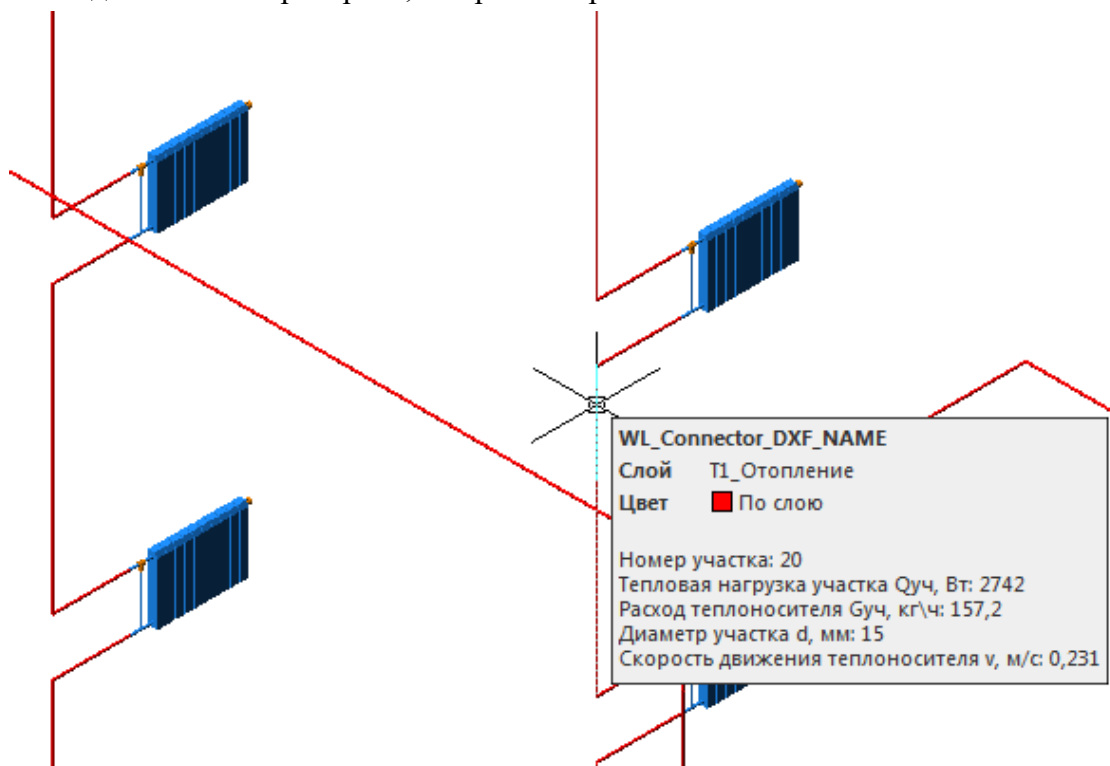 WL_Connector_DXF_NAME
Слой T1_Отопление
Цвет По слою
Номер участка: 20
Тепловая нагрузка участка Qуч, Вт: 2742
Расход теплоносителя Gуч, кг\ч: 157,2
Диаметр участка d, мм: 15
Скорость движения теплоносителя v, м/с: 0,231